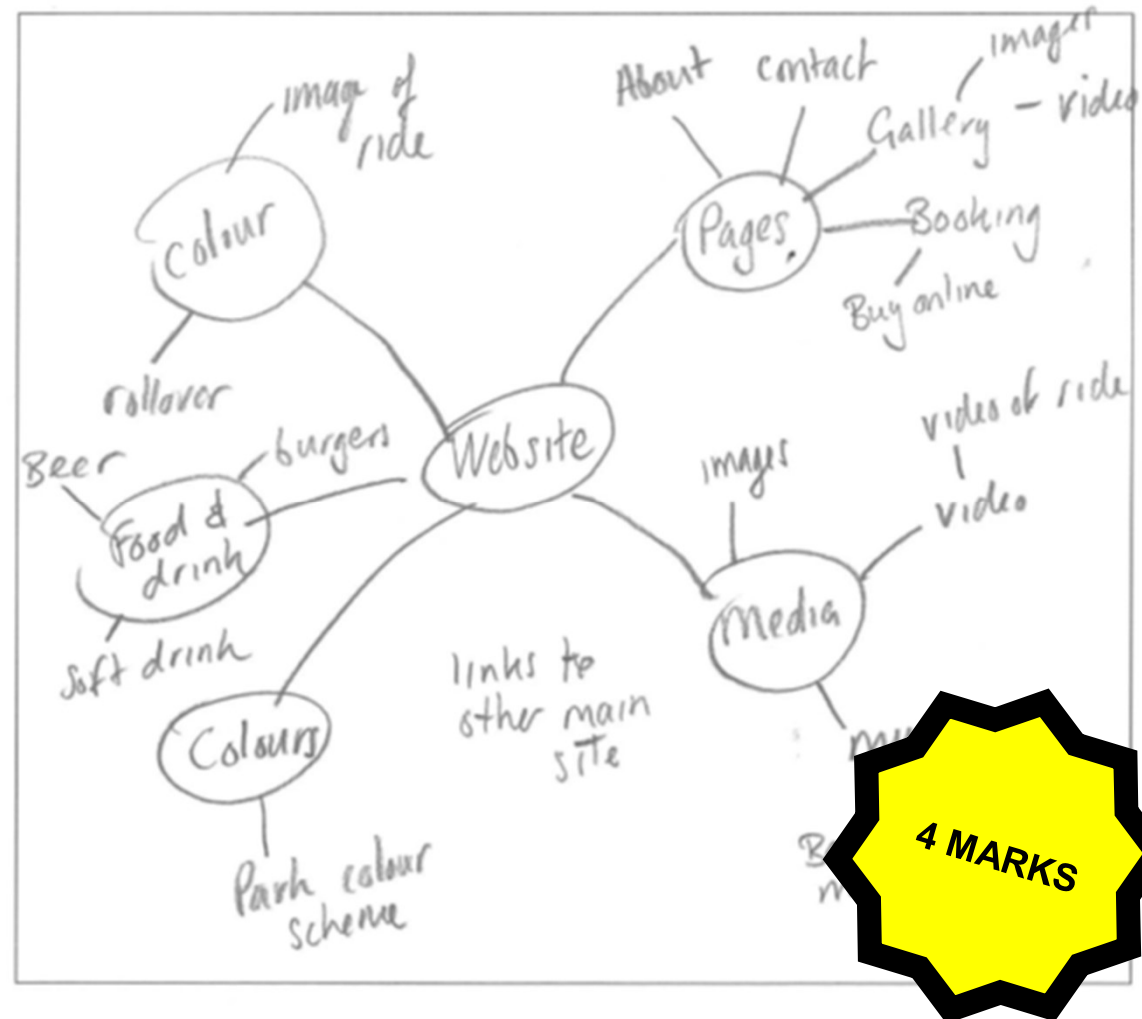 image of
ride
Colour
rollover
About
contact
Gallery
images
- video
Pages
Booking
Buy online
Website
Beer
burgers
Food &
drink
soft drink
images
video of ride
video
Media
links to
other main
site
Colours
Park colour
scheme
4 MARKS